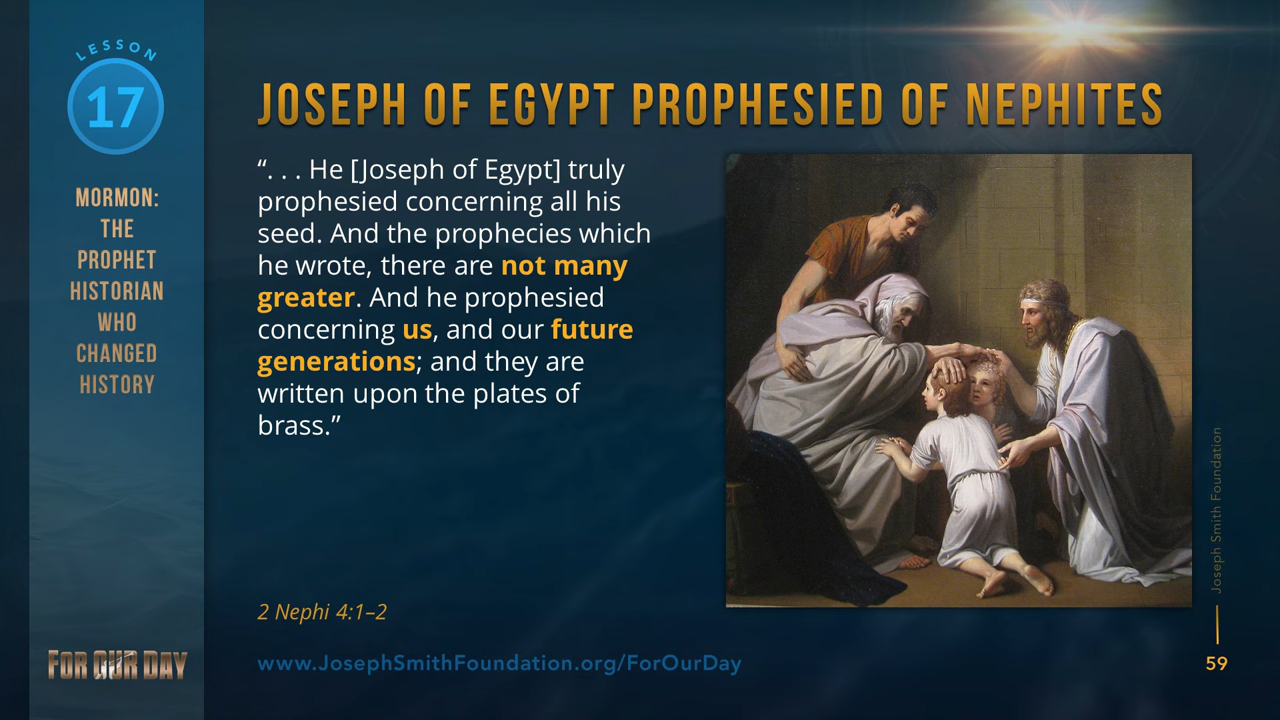 LESSON
17
MORMON:
THE
PROPHET
HISTORIAN
WHO
CHANGED
HISTORY
FOR OUR DAY
JOSEPH OF EGYPT PROPHESIED OF NEPHITES
“. . . He [Joseph of Egypt] truly
prophesied concerning all his
seed. And the prophecies which
he wrote, there are not many
greater. And he prophesied
concerning us, and our future
generations; and they are
written upon the plates of
brass.”
2 Nephi 4:1–2
www.JosephSmithFoundation.org/ForOurDay
Joseph Smith Foundation
59